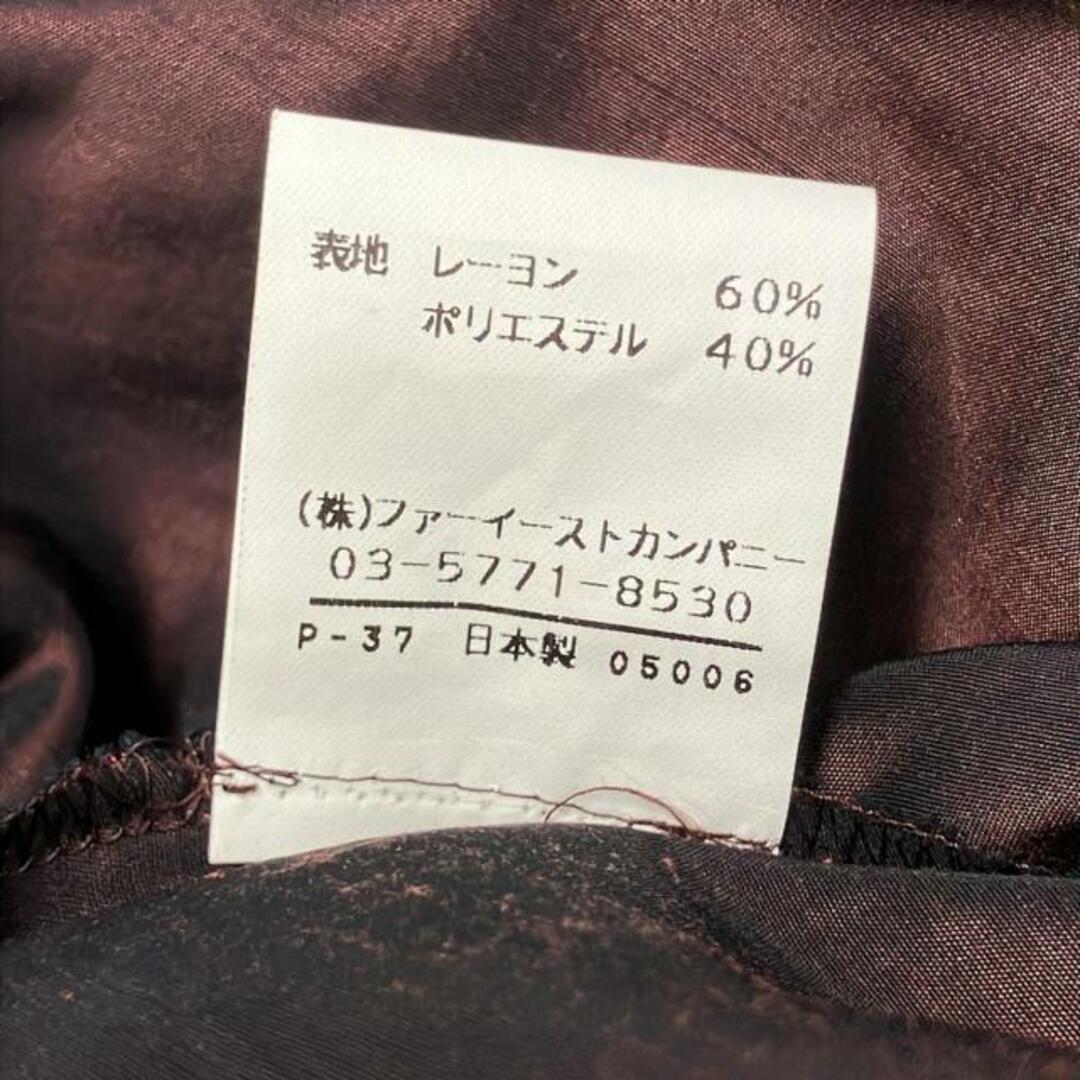 表地 レーヨン 60%
ポリエステル 40%
(株)ファーイーストカンパニー
03-5771-8530
P-37 日本製 05006